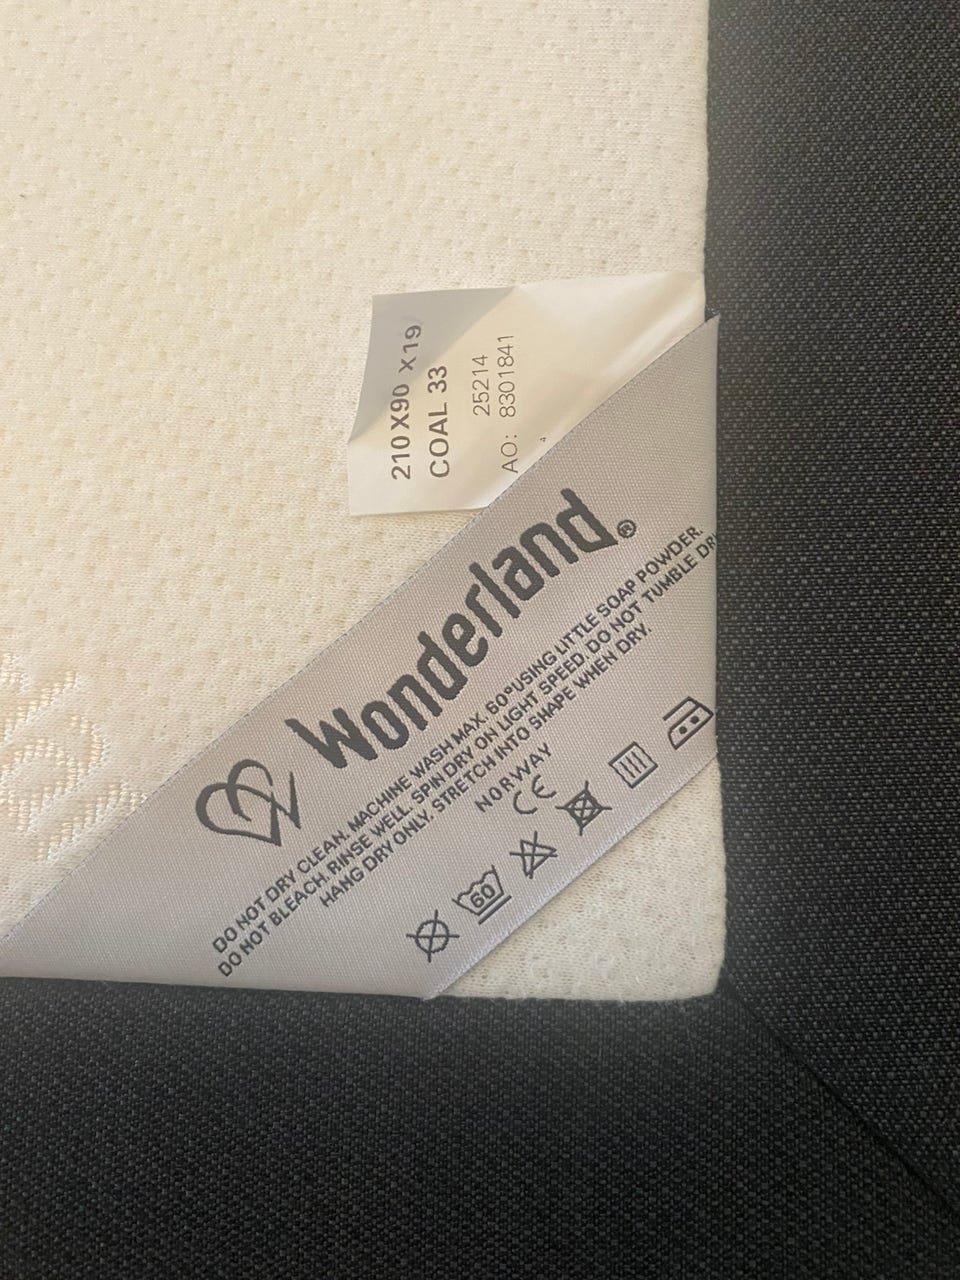 210X90 X19
COAL 33
25214
AO: 8301841
Wonderland®
DO NOT DRY CLEAN. MACHINE WASH MAX. 60° USING LITTLE SOAP POWDER.
DO NOT BLEACH. RINSE WELL. SPIN DRY ON LIGHT SPEED. DO NOT TUMBLE DR
HANG DRY ONLY. STRETCH INTO SHAPE WHEN DRY.
NORWAY
CE
60